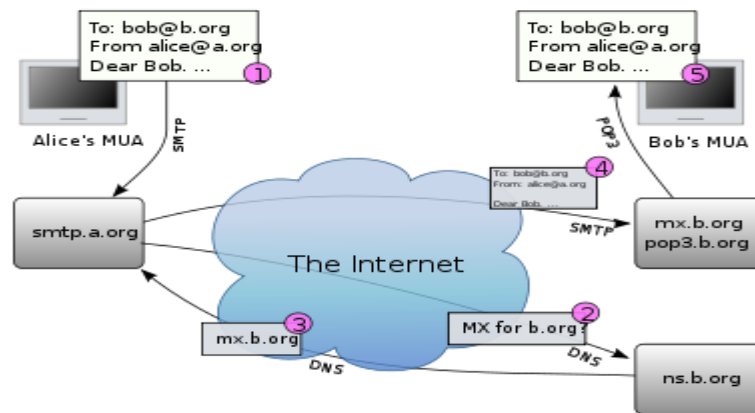 To: bob@b.org
From alice@a.org
Dear Bob. ...
1
Alice's MUA
SMTP
smtp.a.org
The Internet
MX for b.org?
2
DNS
ns.b.org
mx.b.org
3
DNS
To: bob@b.org
From: alice@a.org
Dear Bob. ...
4
SMTP
mx.b.org
pop3.b.org
POP3
To: bob@b.org
From alice@a.org
Dear Bob. ...
5
Bob's MUA